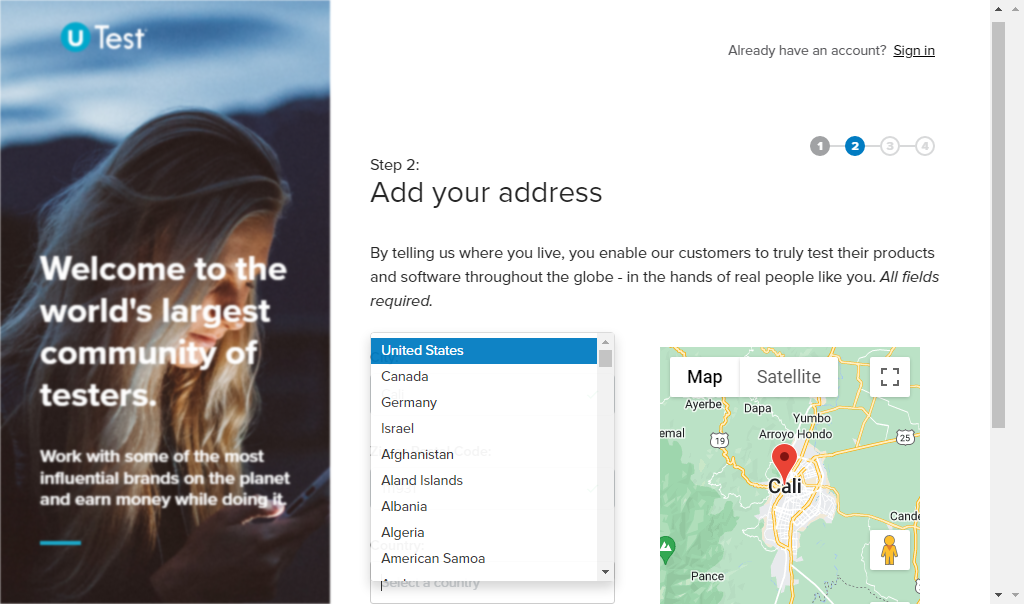 U Test
Already have an account? Sign in
1 2 3 4
Step 2:
Add your address
By telling us where you live, you enable our customers to truly test their products
and software throughout the globe - in the hands of real people like you. All fields
required.
Welcome to the
world's largest
community of
testers.
Work with some of the most
influential brands on the planet
and earn money while doing it.
United States
Canada
Germany
Israel
Afghanistan
Aland Islands
Albania
Algeria
American Samoa
Select a country
Code:
Map Satellite
Ayerbe
Dapa
Yumbo
19
Arroyo Hondo
25
Cali
Pance